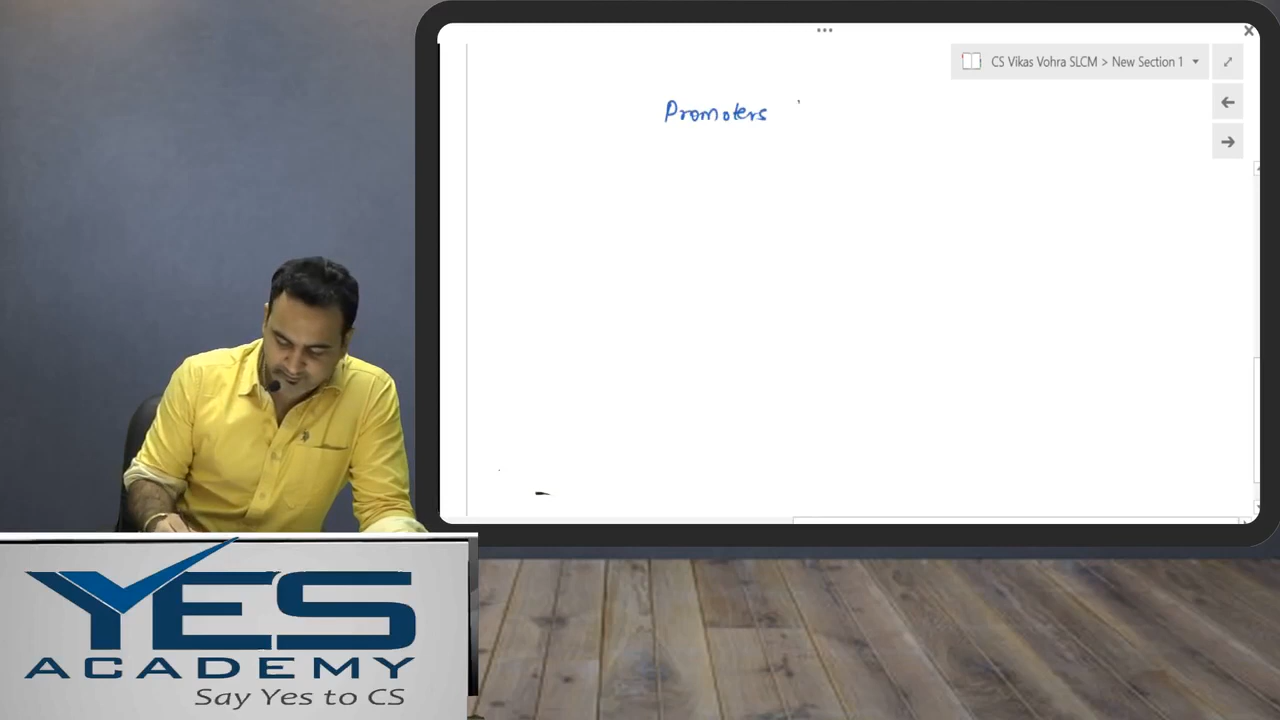 CS Vikas Vohra SLCM > New Section 1
Promoters
YES
ACADEMY
Say Yes to CS